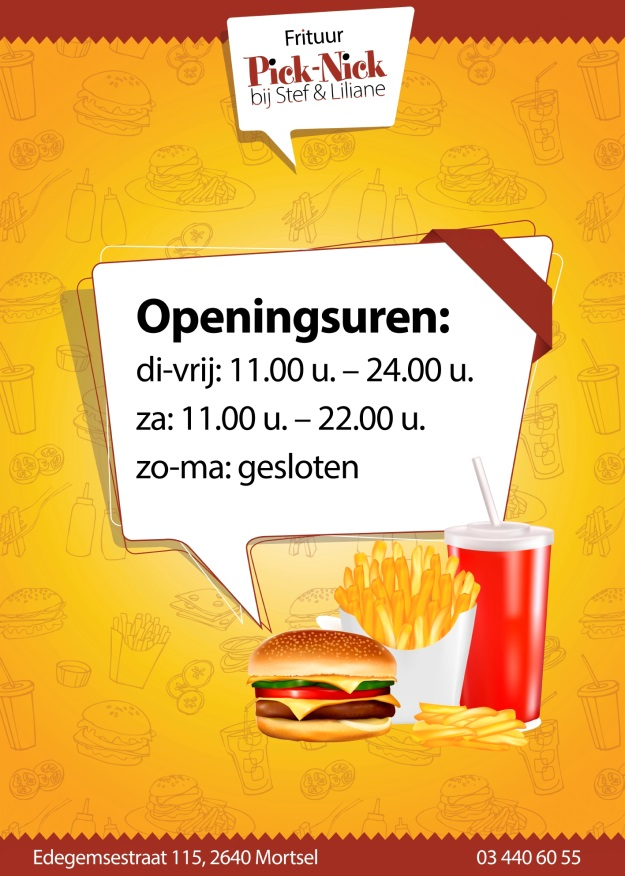 Frituur
Pick-Nick
bij Stef & Liliane
Openingsuren:
di-vrij: 11.00 u. – 24.00 u.
za: 11.00 u. – 22.00 u.
zo-ma: gesloten
Edegemsestraat 115, 2640 Mortsel
03 440 60 55